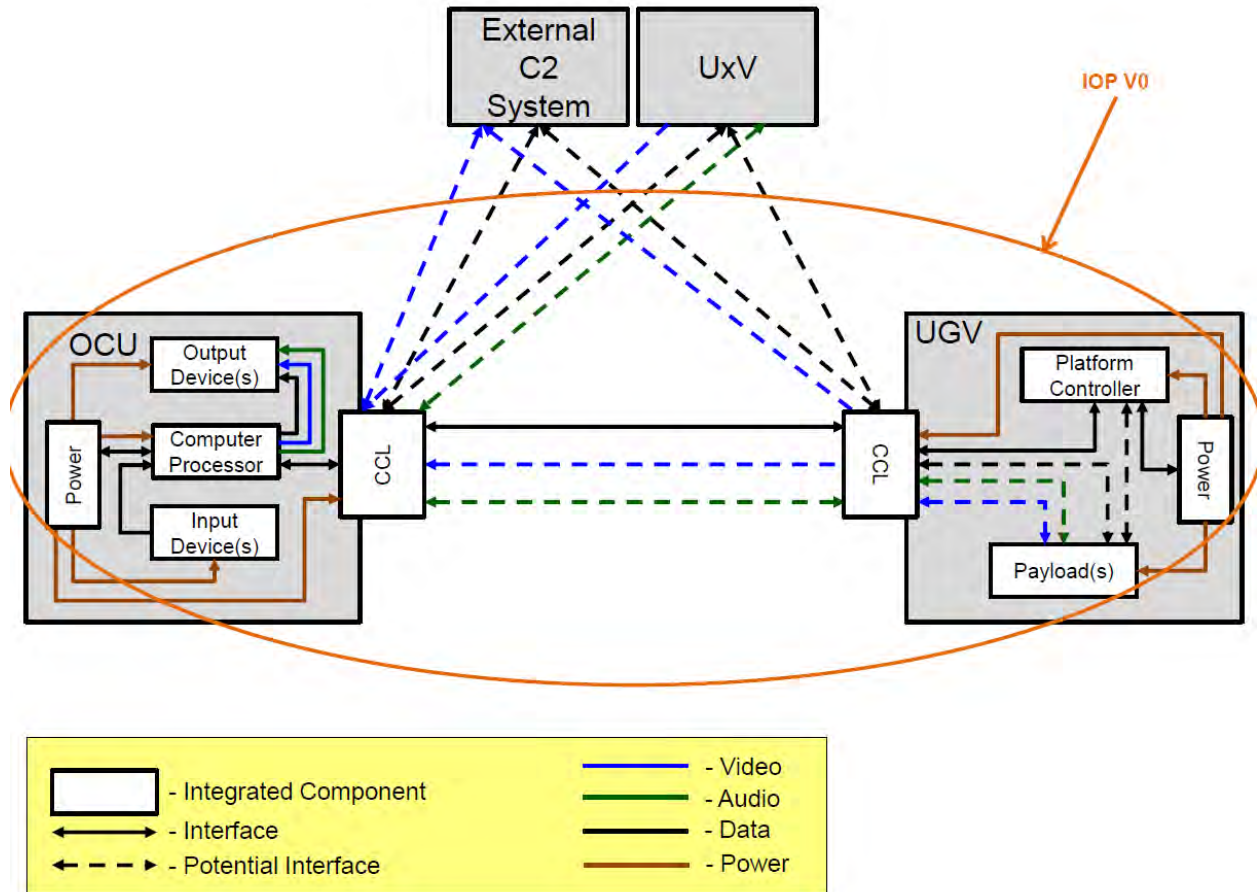 External
C2
System
UxV
IOP V0
OCU
Output
Device(s)
Power
Computer
Processor
Input
Device(s)
CCL
CCL
UGV
Platform
Controller
Power
Payload(s)
- Integrated Component
- Interface
- Potential Interface
- Video
- Audio
- Data
- Power